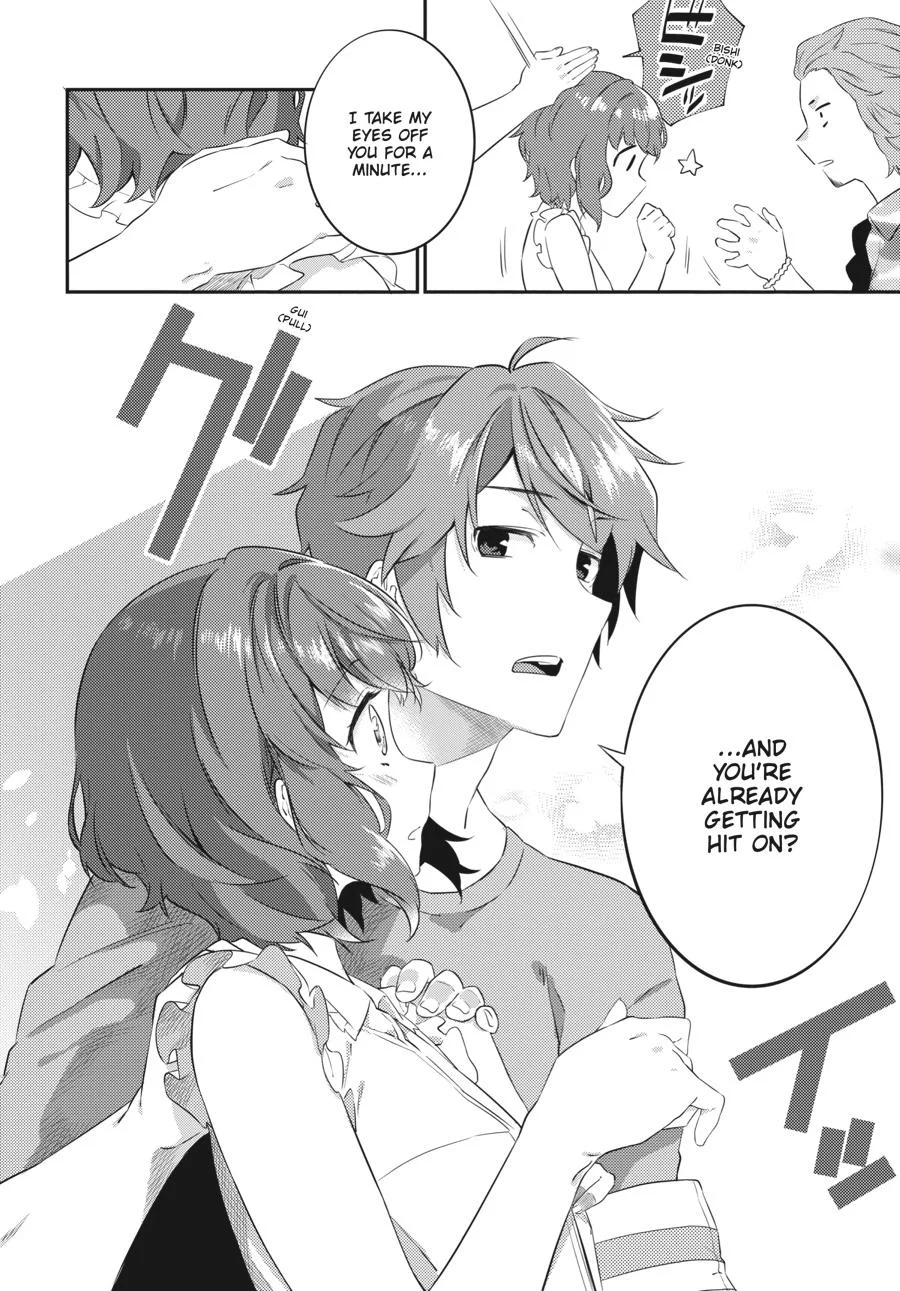 ビシッ
BISHI
(DONK)
I TAKE MY
EYES OFF
YOU FOR A
MINUTE...
グ
GUI
(PULL)
...AND
YOU'RE
ALREADY
GETTING
HIT ON?
イッ